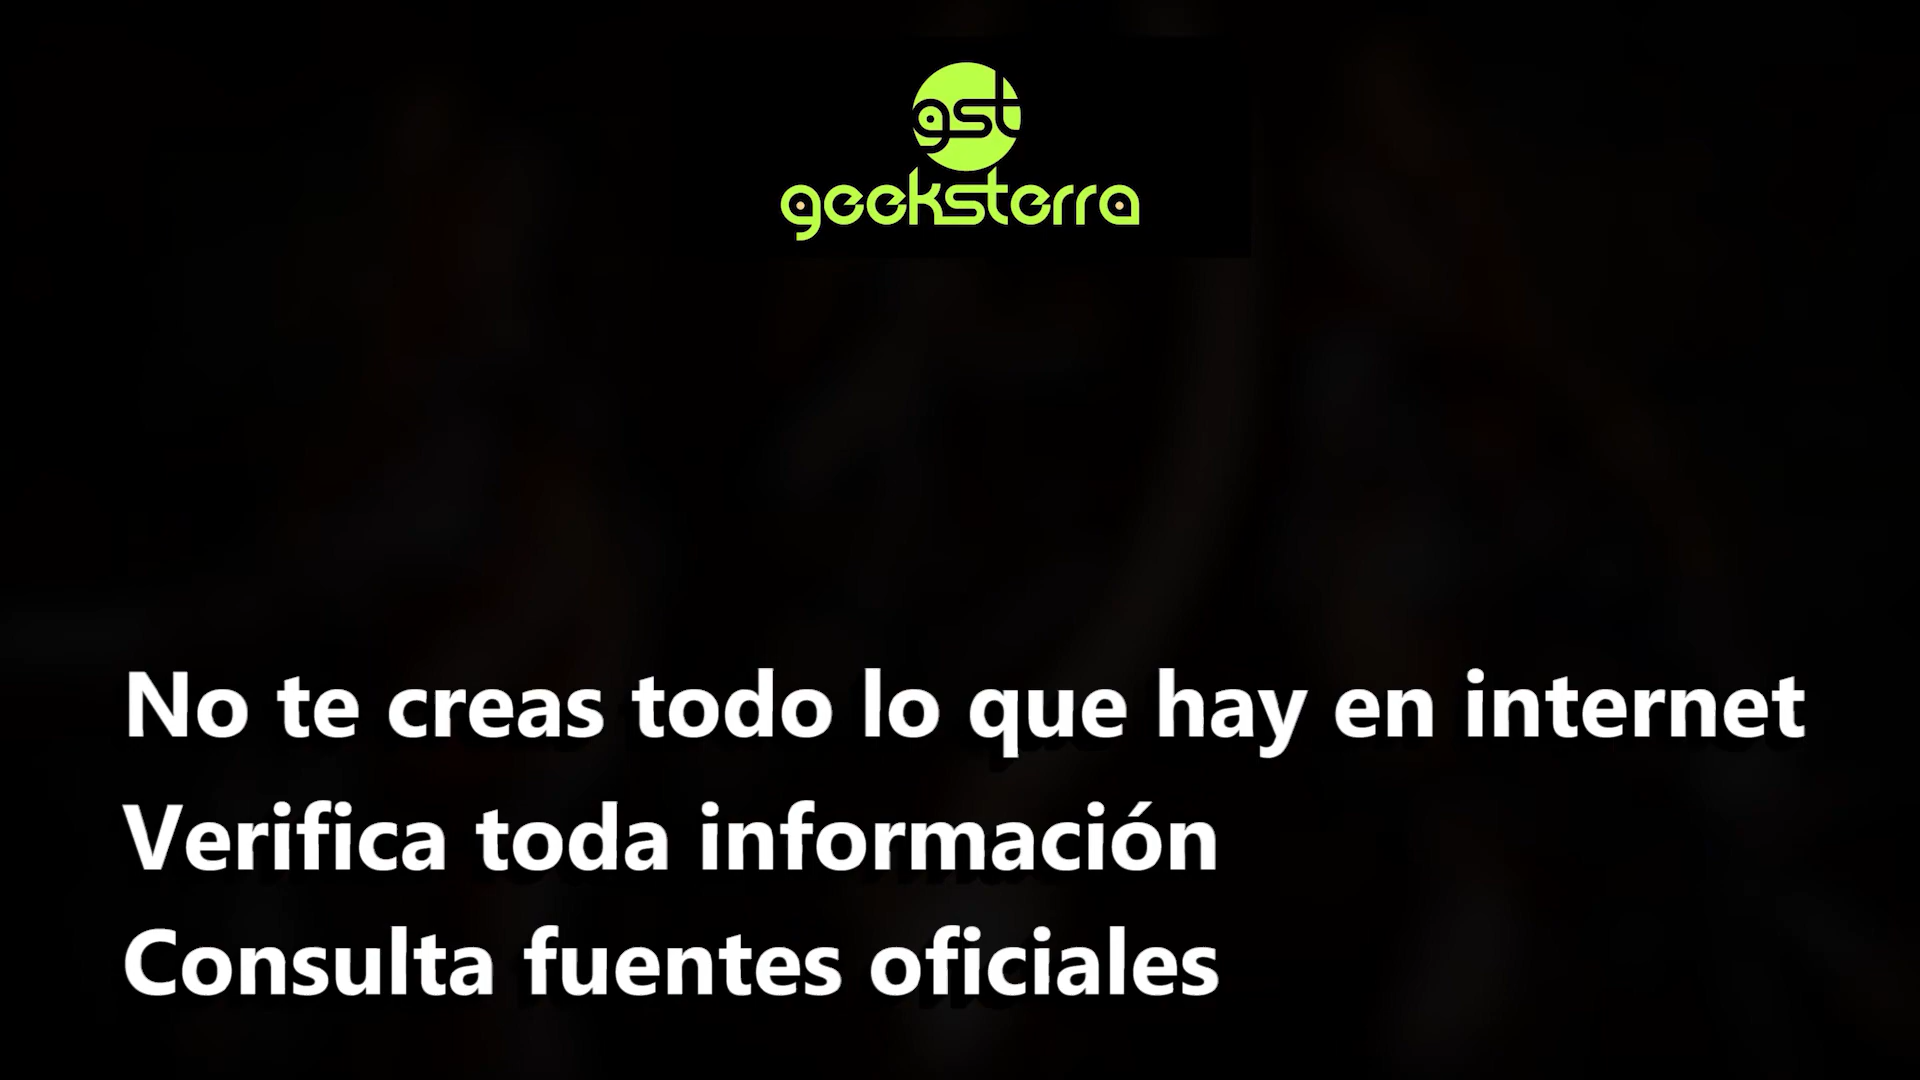 gst
geeksterra
No te creas todo lo que hay en internet
Verifica toda información
Consulta fuentes oficiales